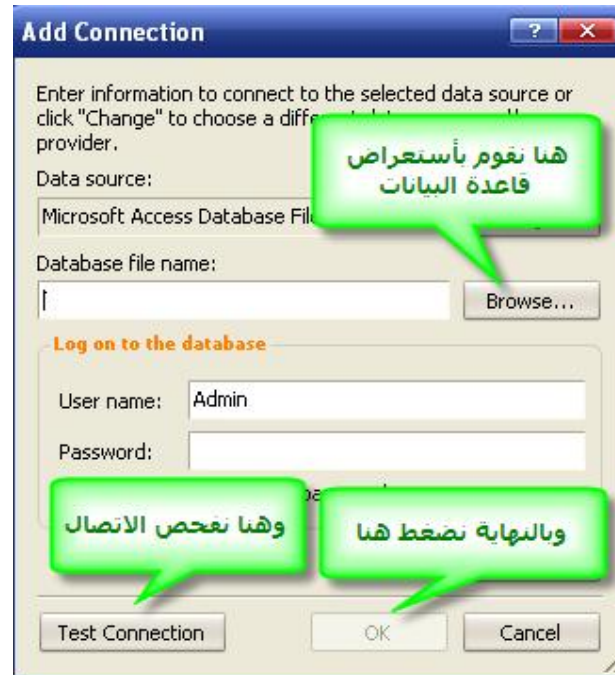 Add Connection
Enter information to connect to the selected data source or
click "Change" to choose a
provider.
هنا نقوم بأستعراض
قاعدة البيانات
Data source:
Microsoft Access Database
Database file name:
Browse...
Log on to the database
User name: Admin
Password:
وهنا نفحص الاتصال
وبالنهاية نضغط هنا
Test Connection
OK
Cancel